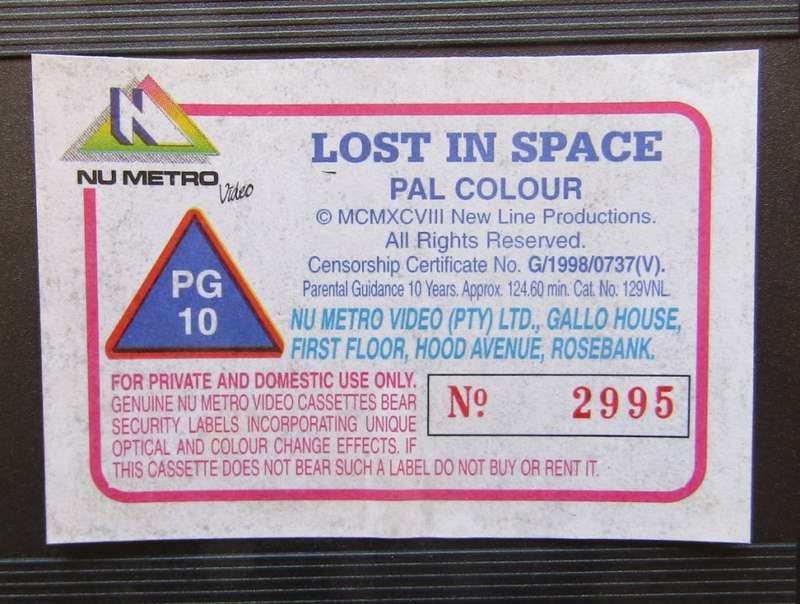 N
NU METRO
Video
LOST IN SPACE
PAL COLOUR
© MCMXCVIII New Line Productions.
All Rights Reserved.
Censorship Certificate No. G/1998/0737(V).
Parental Guidance 10 Years. Approx. 124.60 min. Cat. No. 129VNL.
PG
10
NU METRO VIDEO (PTY) LTD., GALLO HOUSE,
FIRST FLOOR, HOOD AVENUE, ROSEBANK.
FOR PRIVATE AND DOMESTIC USE ONLY.
GENUINE NU METRO VIDEO CASSETTES BEAR
SECURITY LABELS INCORPORATING UNIQUE
OPTICAL AND COLOUR CHANGE EFFECTS. IF
THIS CASSETTE DOES NOT BEAR SUCH A LABEL DO NOT BUY OR RENT IT.
Nº 2995